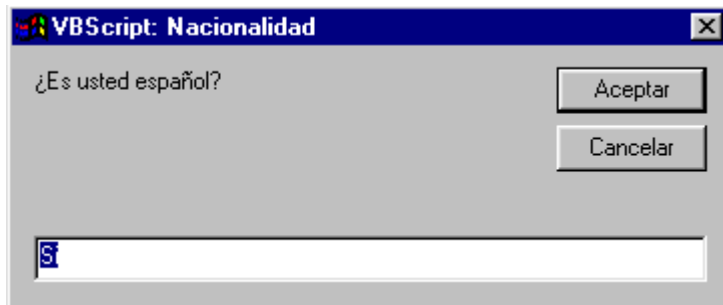 VBScript: Nacionalidad
¿Es usted español?
Aceptar
Cancelar
Sí